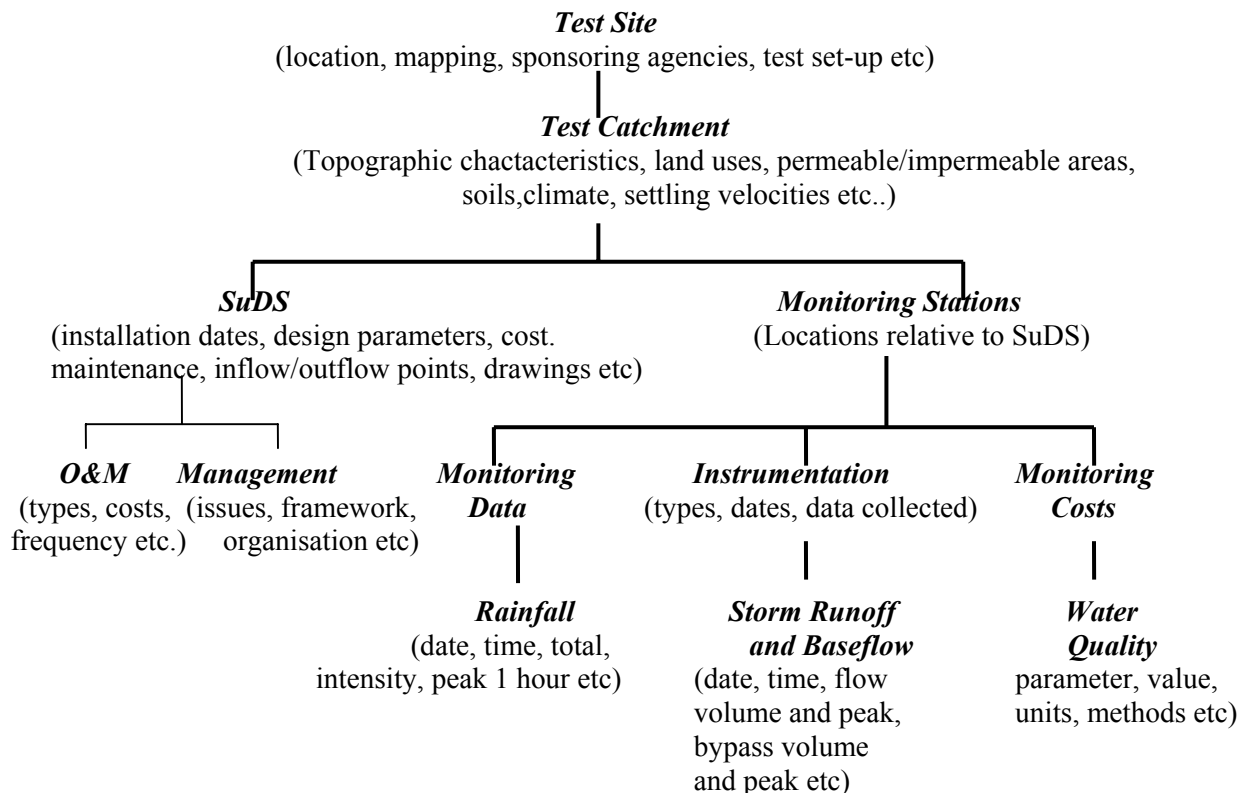 Test Site
(location, mapping, sponsoring agencies, test set-up etc)
Test Catchment
(Topographic chactacteristics, land uses, permeable/impermeable areas,
soils,climate, settling velocities etc..)
SuDS
(installation dates, design parameters, cost.
maintenance, inflow/outflow points, drawings etc)
Monitoring Stations
(Locations relative to SuDS)
O&M
(types, costs,
frequency etc.)
Management
(issues, framework,
organisation etc)
Monitoring
Data
Instrumentation
(types, dates, data collected)
Monitoring
Costs
Rainfall
(date, time, total,
intensity, peak 1 hour etc)
Storm Runoff
and Baseflow
(date, time, flow
volume and peak,
bypass volume
and peak etc)
Water
Quality
parameter, value,
units, methods etc)